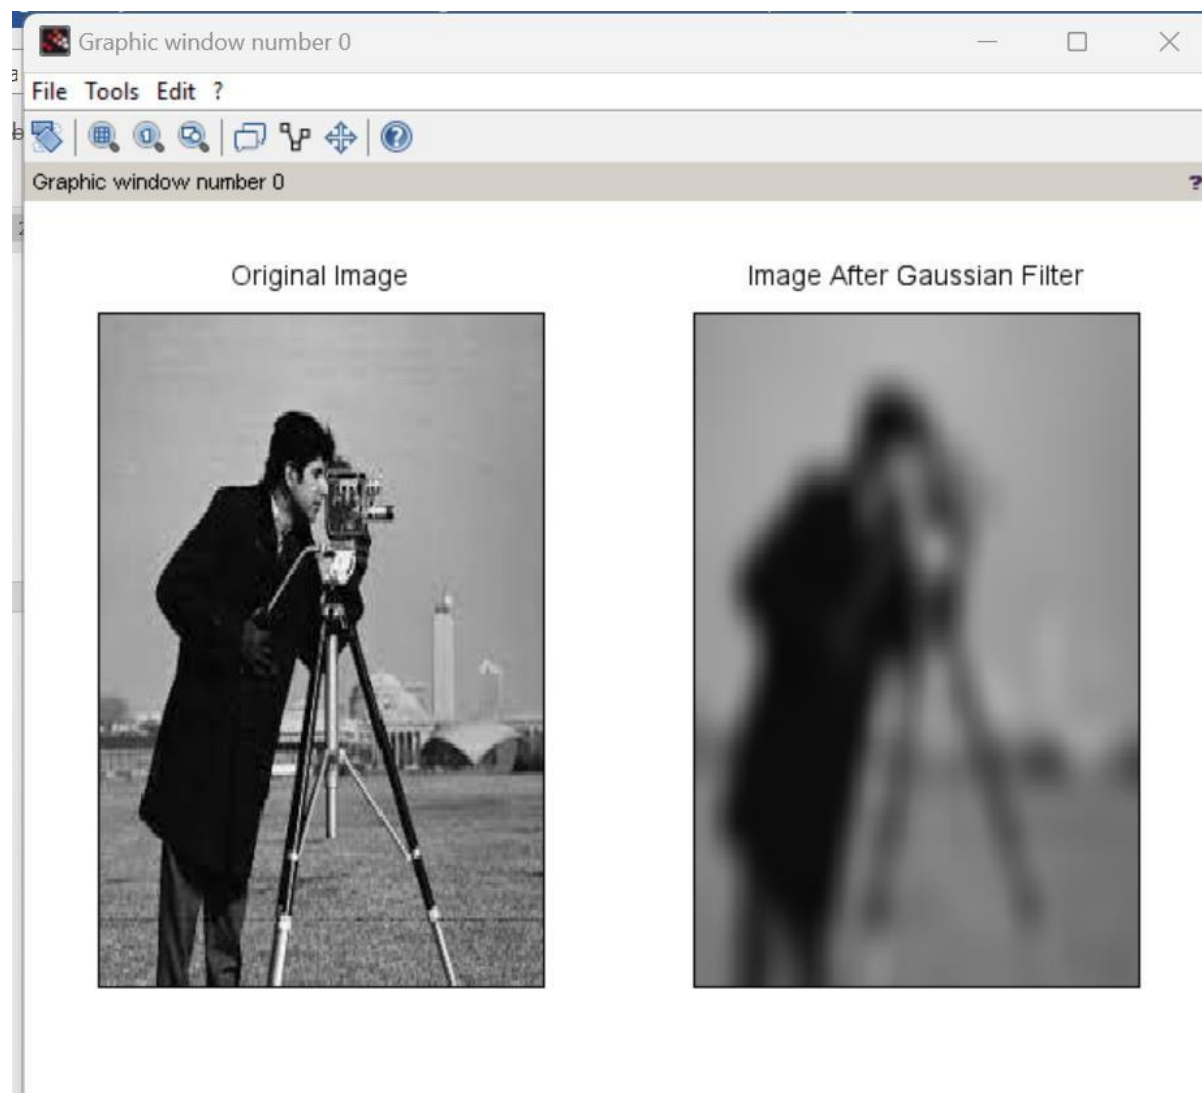 Graphic window number 0
File Tools Edit ?
Graphic window number 0
?
Original Image
Image After Gaussian Filter